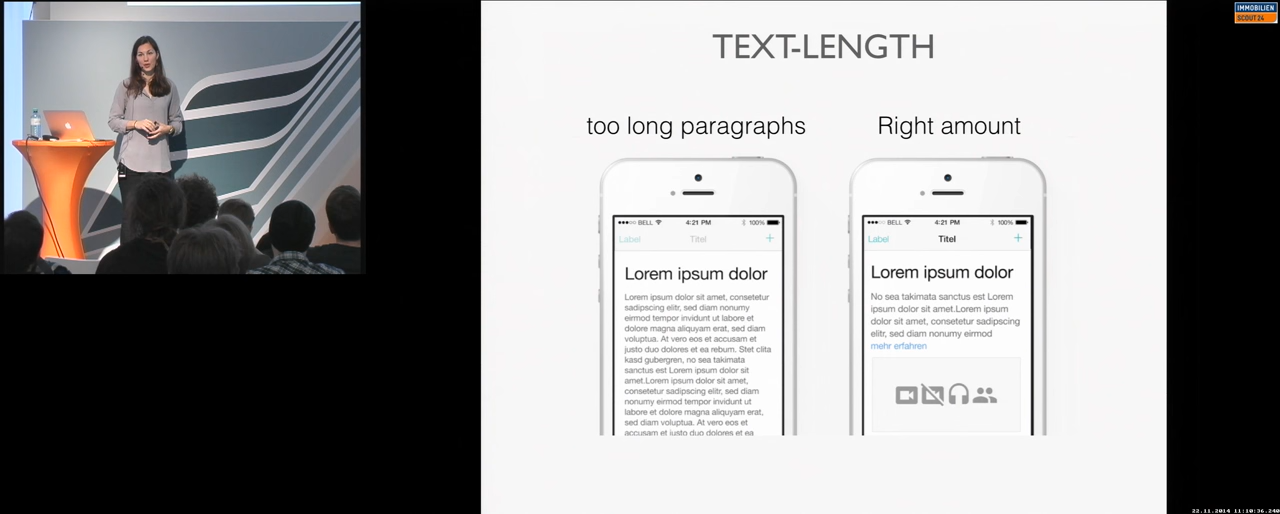 TEXT-LENGTH
too long paragraphs
●●●○○ BELL 4:21 PM 100%
Label Titel +
Lorem ipsum dolor
Lorem ipsum dolor sit amet, consetetur
sadipscing elitr, sed diam nonumy
eirmod tempor invidunt ut labore et
dolore magna aliquyam erat, sed diam
voluptua. At vero eos et accusam et
justo duo dolores et ea rebum. Stet clita
kasd gubergren, no sea takimata
sanctus est Lorem ipsum dolor sit
amet.Lorem ipsum dolor sit amet,
consetetur sadipscing elitr, sed diam
nonumy eirmod tempor invidunt ut
labore et dolore magna aliquyam erat,
sed diam voluptua. At vero eos et
accusam et justo duo dolores et ea
Right amount
●●●○○ BELL 4:21 PM 100%
Label Titel +
Lorem ipsum dolor
No sea takimata sanctus est Lorem
ipsum dolor sit amet.Lorem ipsum
dolor sit amet, consetetur sadipscing
elitr, sed diam nonumy eirmod
mehr erfahren
IMMOBILIEN
SCOUT 24
22.11.2014 11:10:36.240